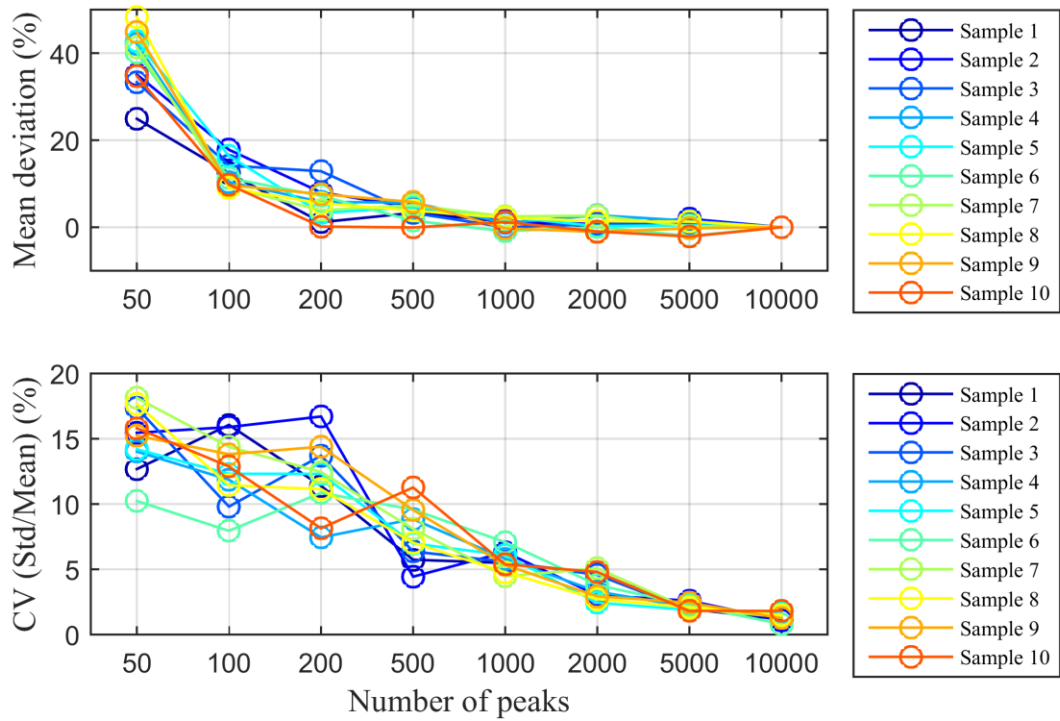 Mean deviation (%)
40
20
0
50 100 200 500 1000 2000 5000 10000
Sample 1
Sample 2
Sample 3
Sample 4
Sample 5
Sample 6
Sample 7
Sample 8
Sample 9
Sample 10
CV (Std/Mean) (%)
20
15
10
5
0
50 100 200 500 1000 2000 5000 10000
Number of peaks
Sample 1
Sample 2
Sample 3
Sample 4
Sample 5
Sample 6
Sample 7
Sample 8
Sample 9
Sample 10